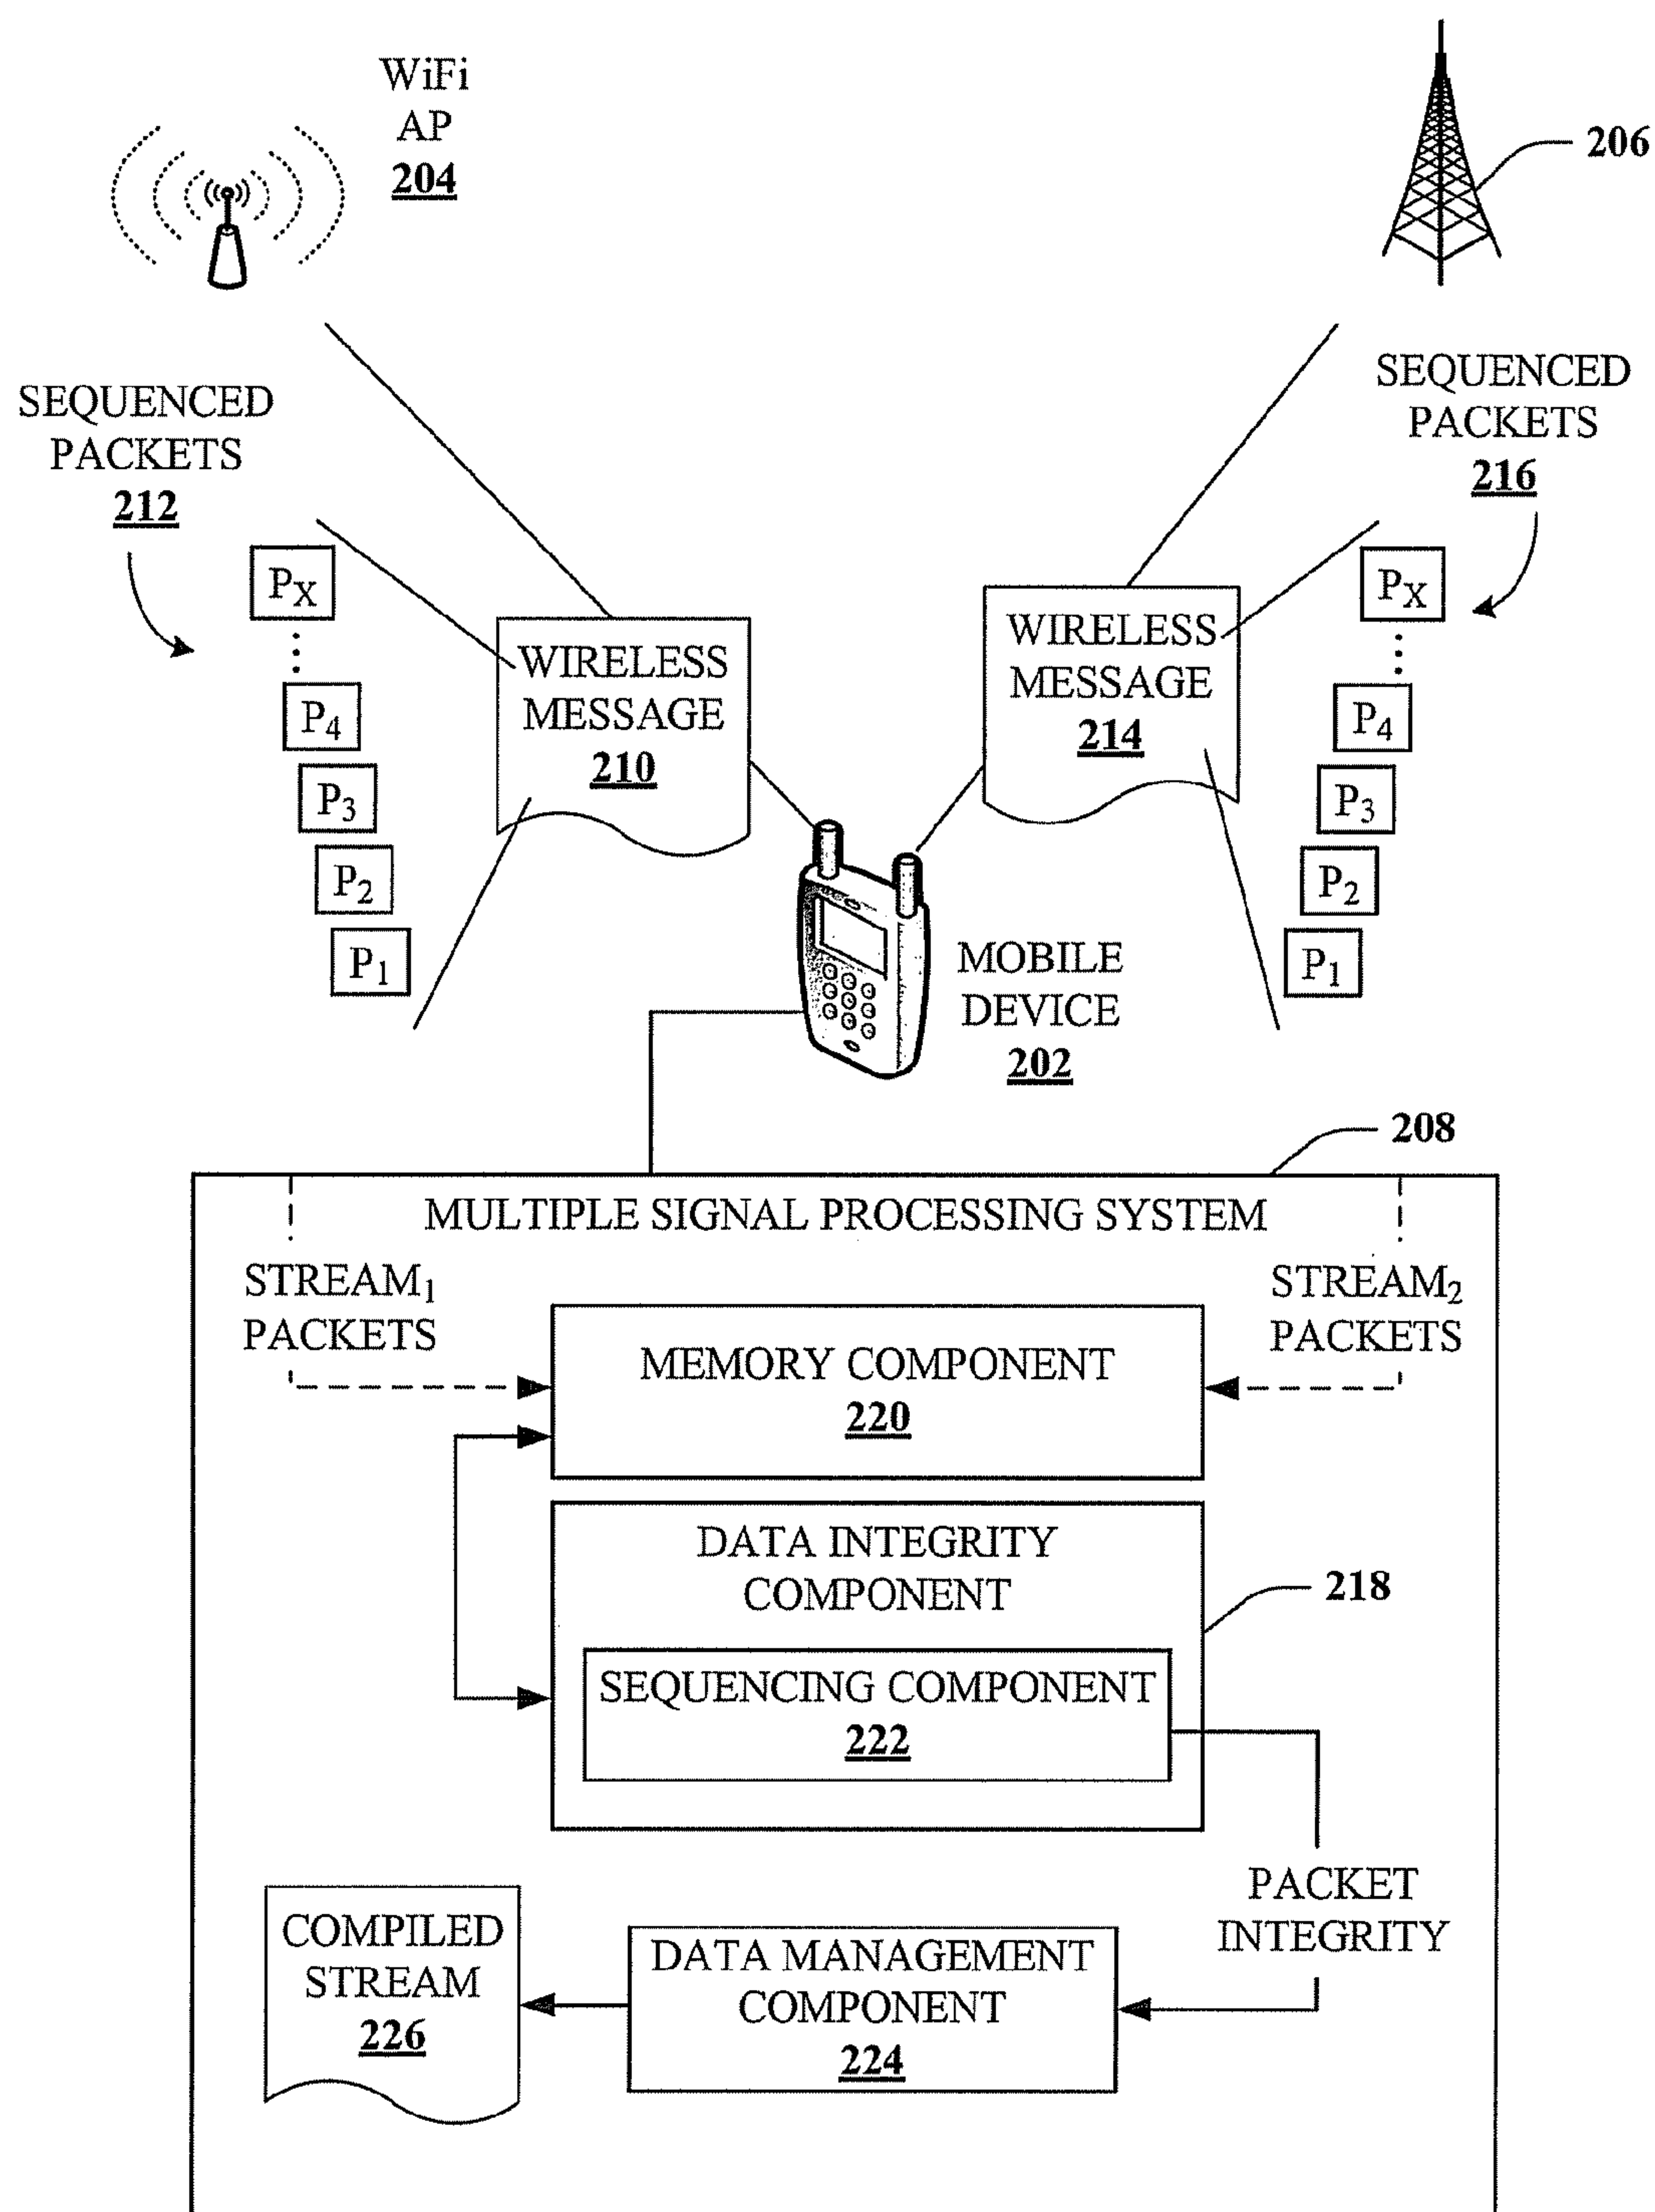 WiFi
AP
204
206
SEQUENCED
PACKETS
212
SEQUENCED
PACKETS
216
PX
P4
P3
P2
P1
WIRELESS
MESSAGE
210
WIRELESS
MESSAGE
214
PX
P4
P3
P2
P1
MOBILE
DEVICE
202
208
MULTIPLE SIGNAL PROCESSING SYSTEM
STREAM1
PACKETS
STREAM2
PACKETS
MEMORY COMPONENT
220
DATA INTEGRITY
COMPONENT
218
SEQUENCING COMPONENT
222
PACKET
INTEGRITY
COMPILED
STREAM
226
DATA MANAGEMENT
COMPONENT
224